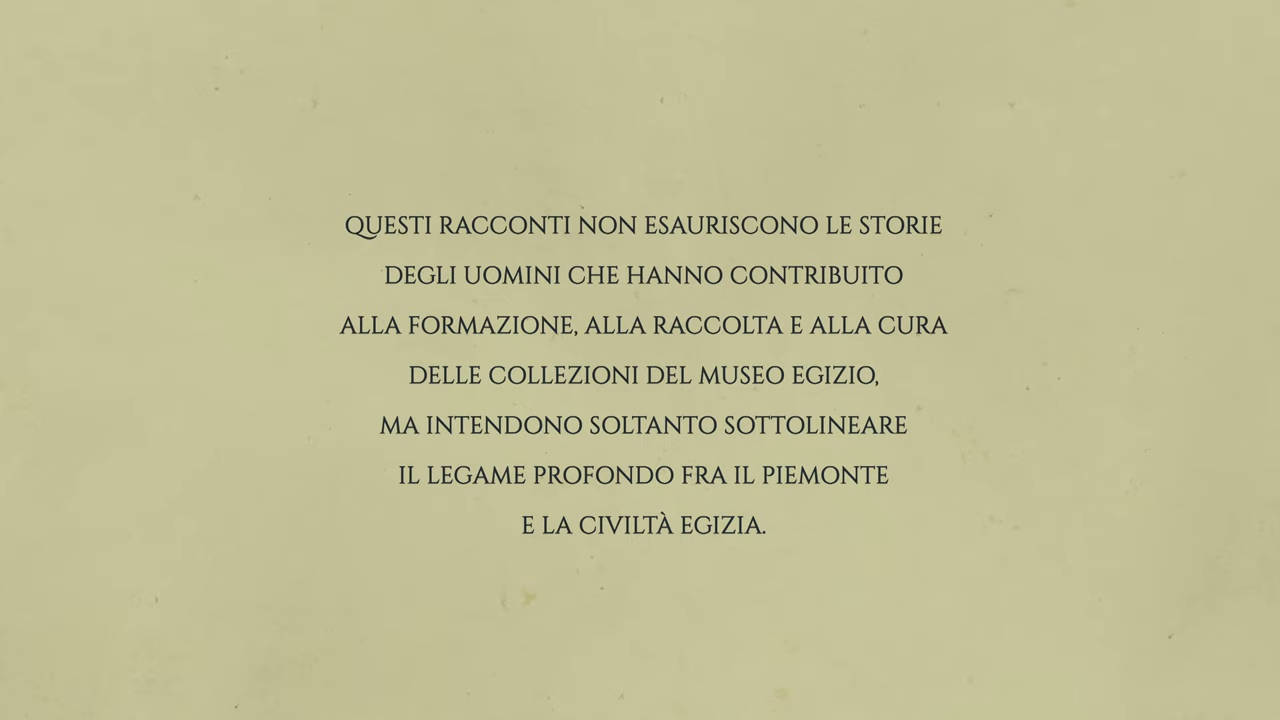 QUESTI RACCONTI NON ESAURISCONO LE STORIE
DEGLI UOMINI CHE HANNO CONTRIBUITO
ALLA FORMAZIONE, ALLA RACCOLTA E ALLA CURA
DELLE COLLEZIONI DEL MUSEO EGIZIO,
MA INTENDONO SOLTANTO SOTTOLINEARE
IL LEGAME PROFONDO FRA IL PIEMONTE
E LA CIVILTÀ EGIZIA.